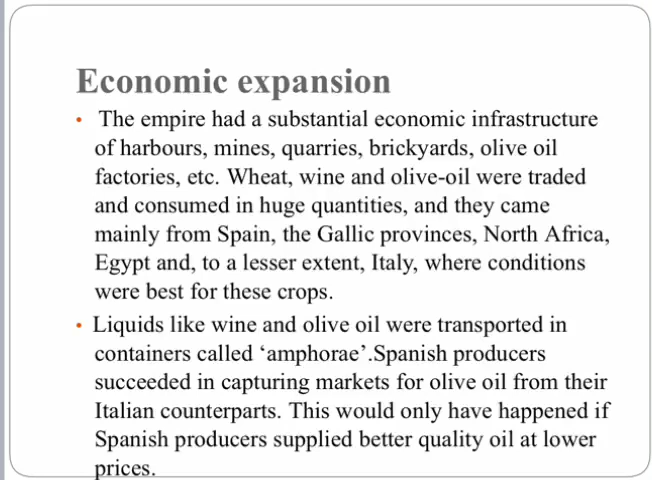 Economic expansion
• The empire had a substantial economic infrastructure
of harbours, mines, quarries, brickyards, olive oil
factories, etc. Wheat, wine and olive-oil were traded
and consumed in huge quantities, and they came
mainly from Spain, the Gallic provinces, North Africa,
Egypt and, to a lesser extent, Italy, where conditions
were best for these crops.
• Liquids like wine and olive oil were transported in
containers called ‘amphorae’.Spanish producers
succeeded in capturing markets for olive oil from their
Italian counterparts. This would only have happened if
Spanish producers supplied better quality oil at lower
prices.